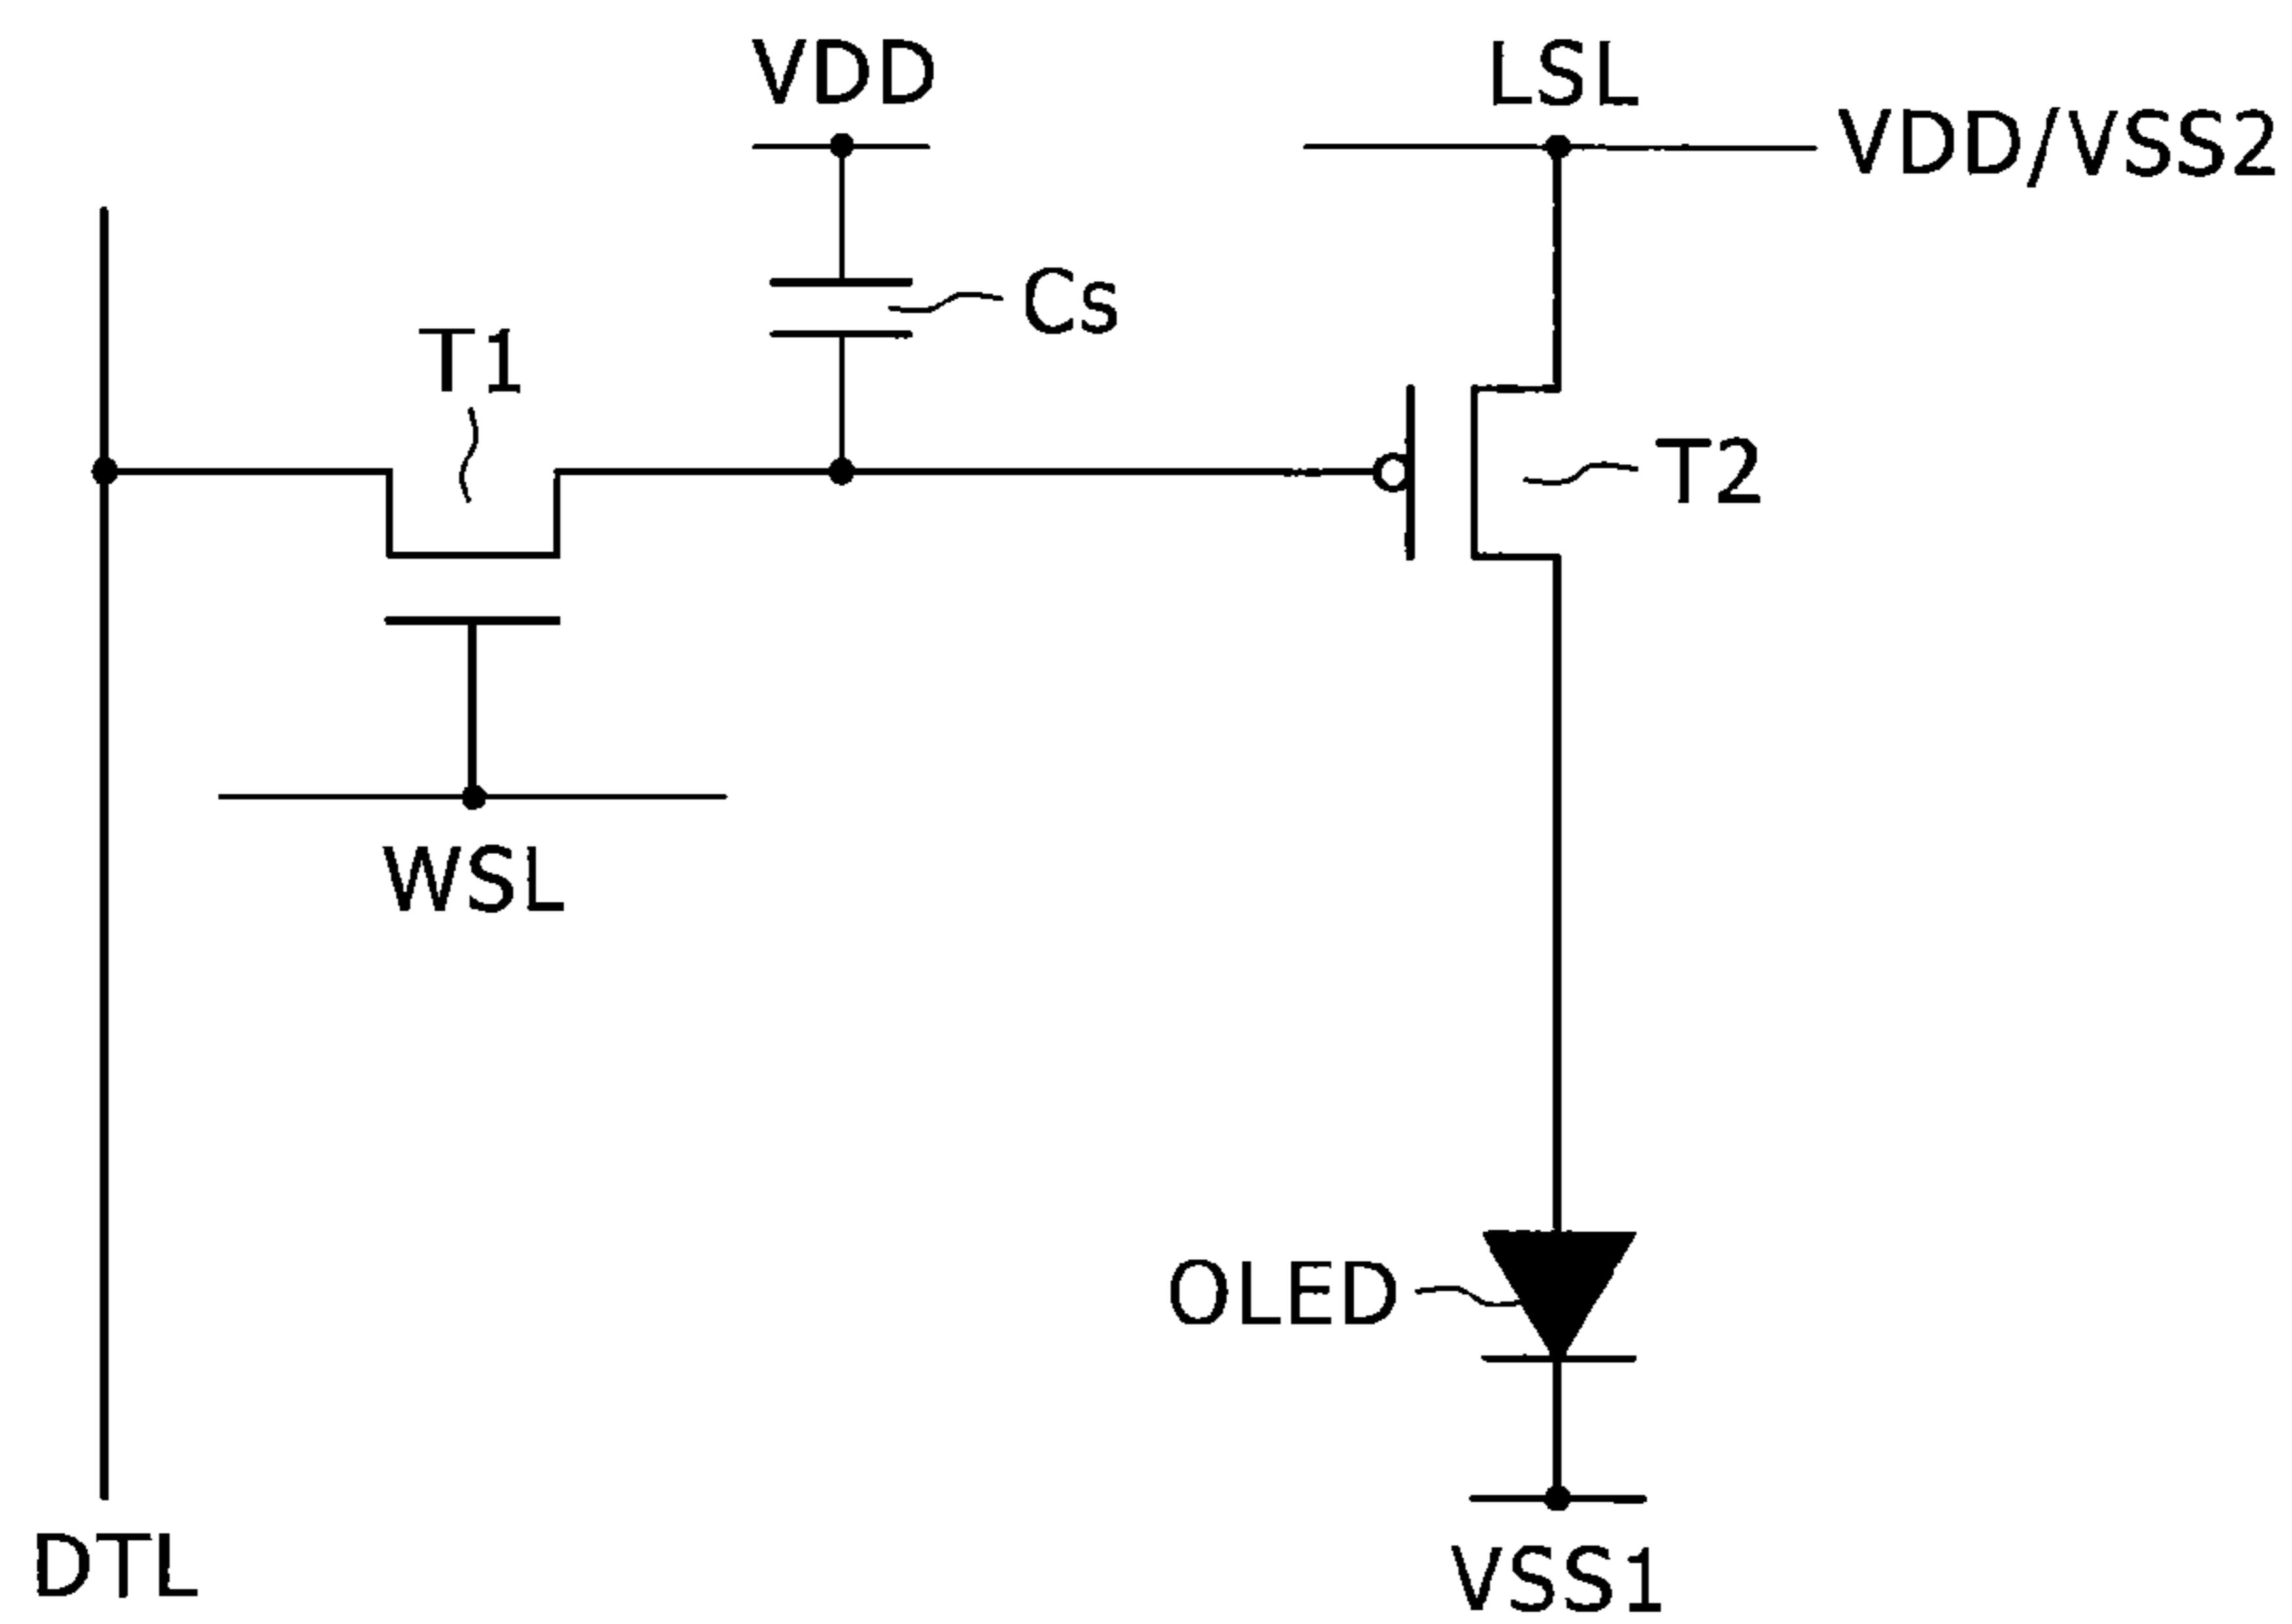 VDD
LSL
VDD/VSS2
Cs
T1
T2
WSL
OLED
DTL
VSS1